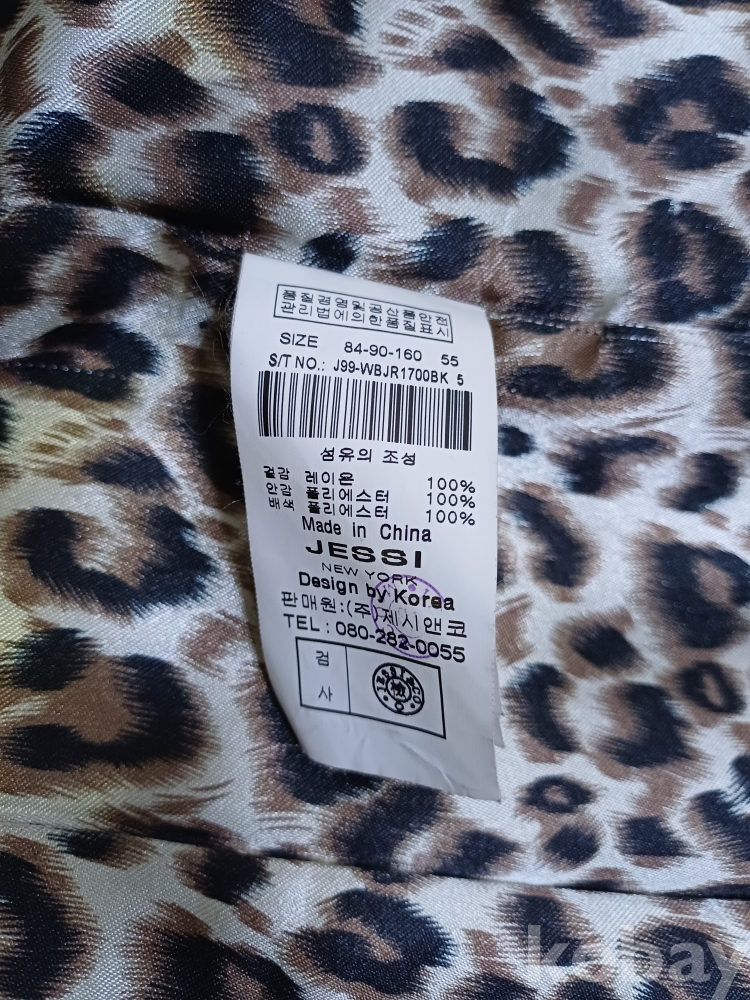 품질경영및공산품안전
관리법에의한품질표시
SIZE 84-90-160 55
S/T NO.: J99-WBJR1700BK 5
섬유의 조성
겉감 레이온 100%
안감 폴리에스터 100%
배색 폴리에스터 100%
Made in China
JESSI
NEW YORK
Design by Korea
판매원:(주)제시앤코
TEL : 080-282-0055
검
사